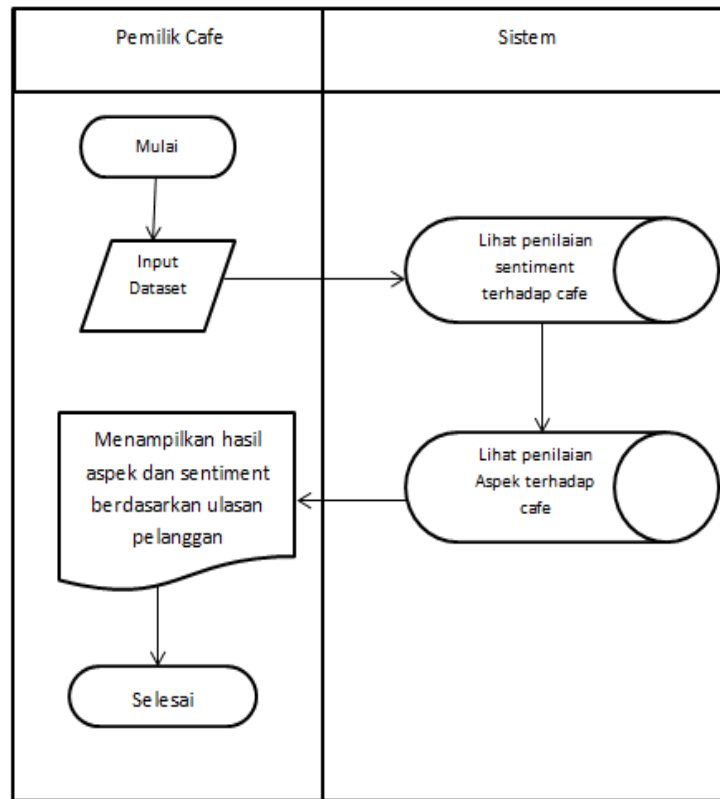 Pemilik Cafe
Sistem
Mulai
Input
Dataset
Lihat penilaian
sentiment
terhadap cafe
Lihat penilaian
Aspek terhadap
cafe
Menampilkan hasil
aspek dan sentiment
berdasarkan ulasan
pelanggan
Selesai